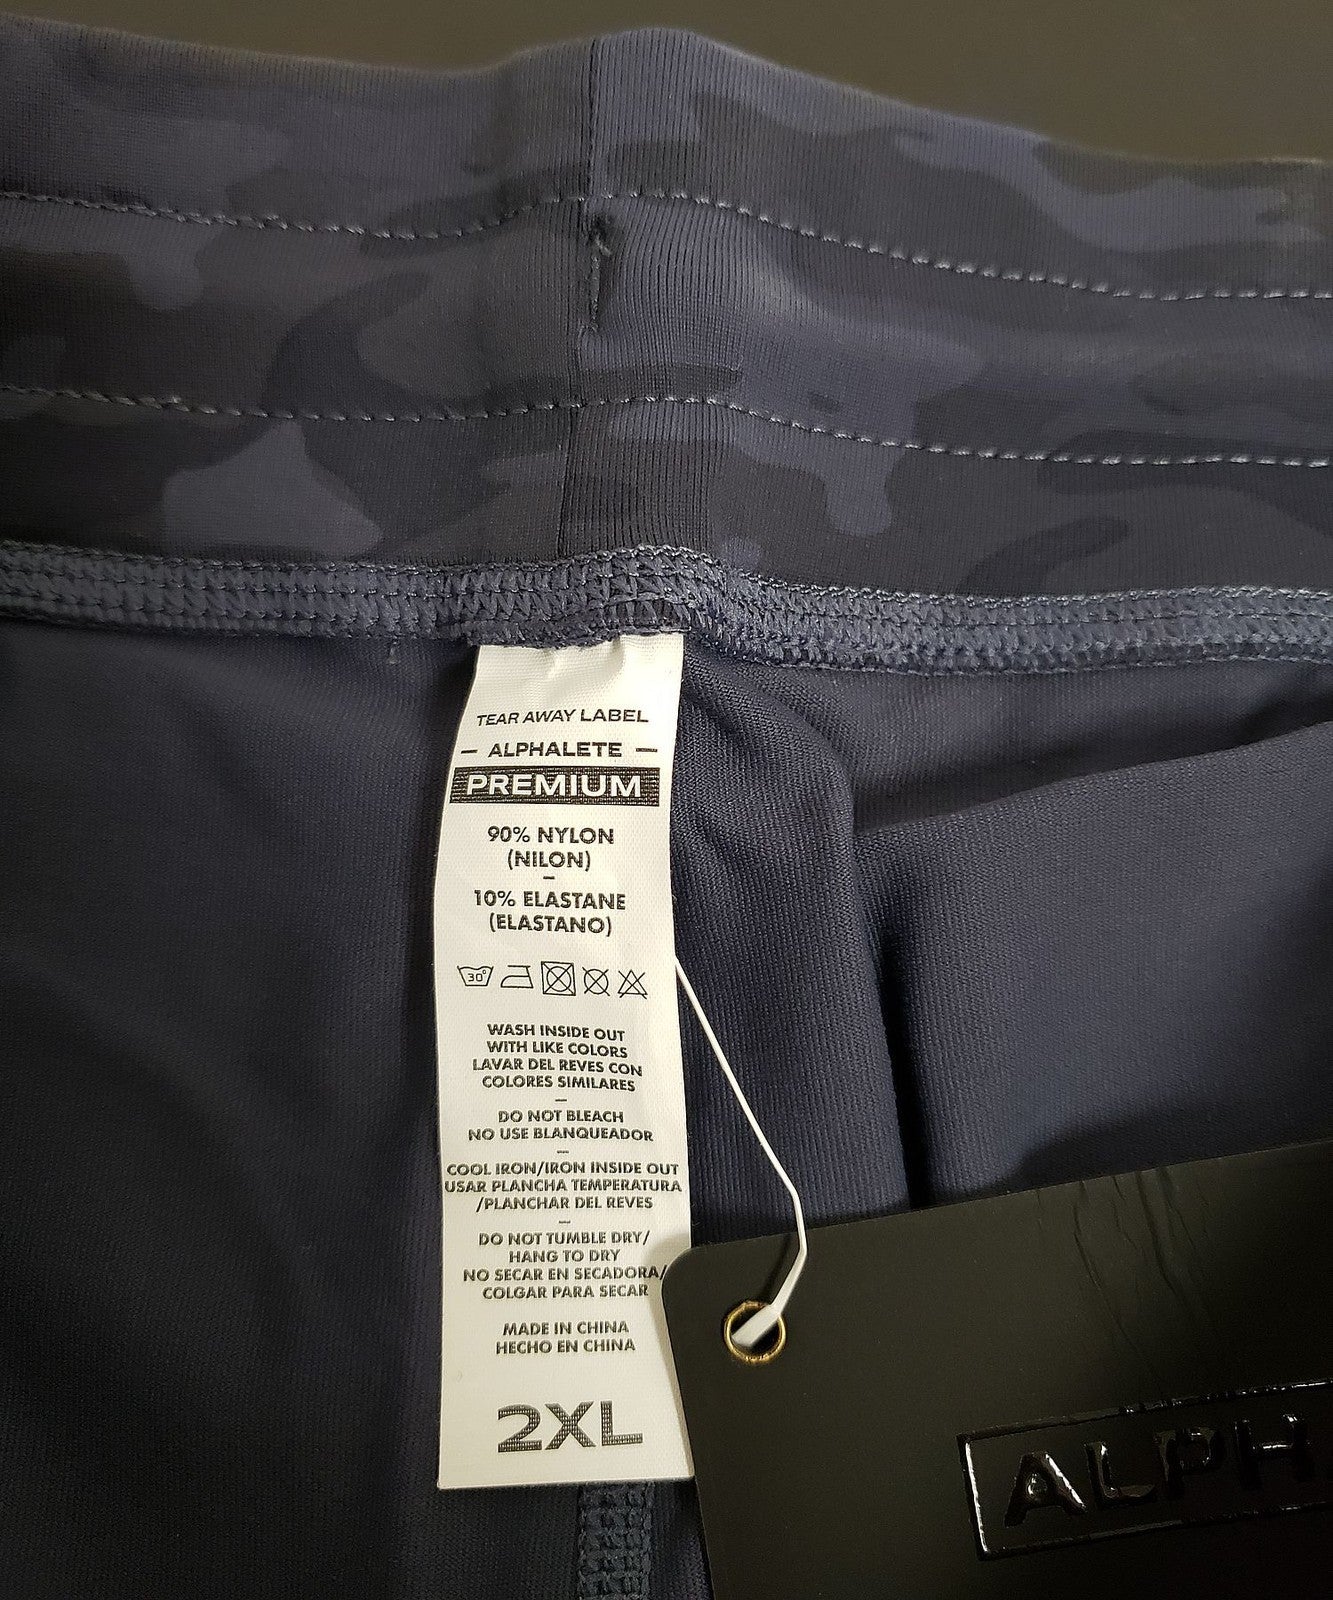 TEAR AWAY LABEL
– ALPHALETE –
PREMIUM
90% NYLON
(NILON)
–
10% ELASTANE
(ELASTANO)
30°
WASH INSIDE OUT
WITH LIKE COLORS
LAVAR DEL REVES CON
COLORES SIMILARES
–
DO NOT BLEACH
NO USE BLANQUEADOR
–
COOL IRON/IRON INSIDE OUT
USAR PLANCHA TEMPERATURA
/PLANCHAR DEL REVES
–
DO NOT TUMBLE DRY/
HANG TO DRY
NO SECAR EN SECADORA/
COLGAR PARA SECAR
MADE IN CHINA
HECHO EN CHINA
2XL
ALPH